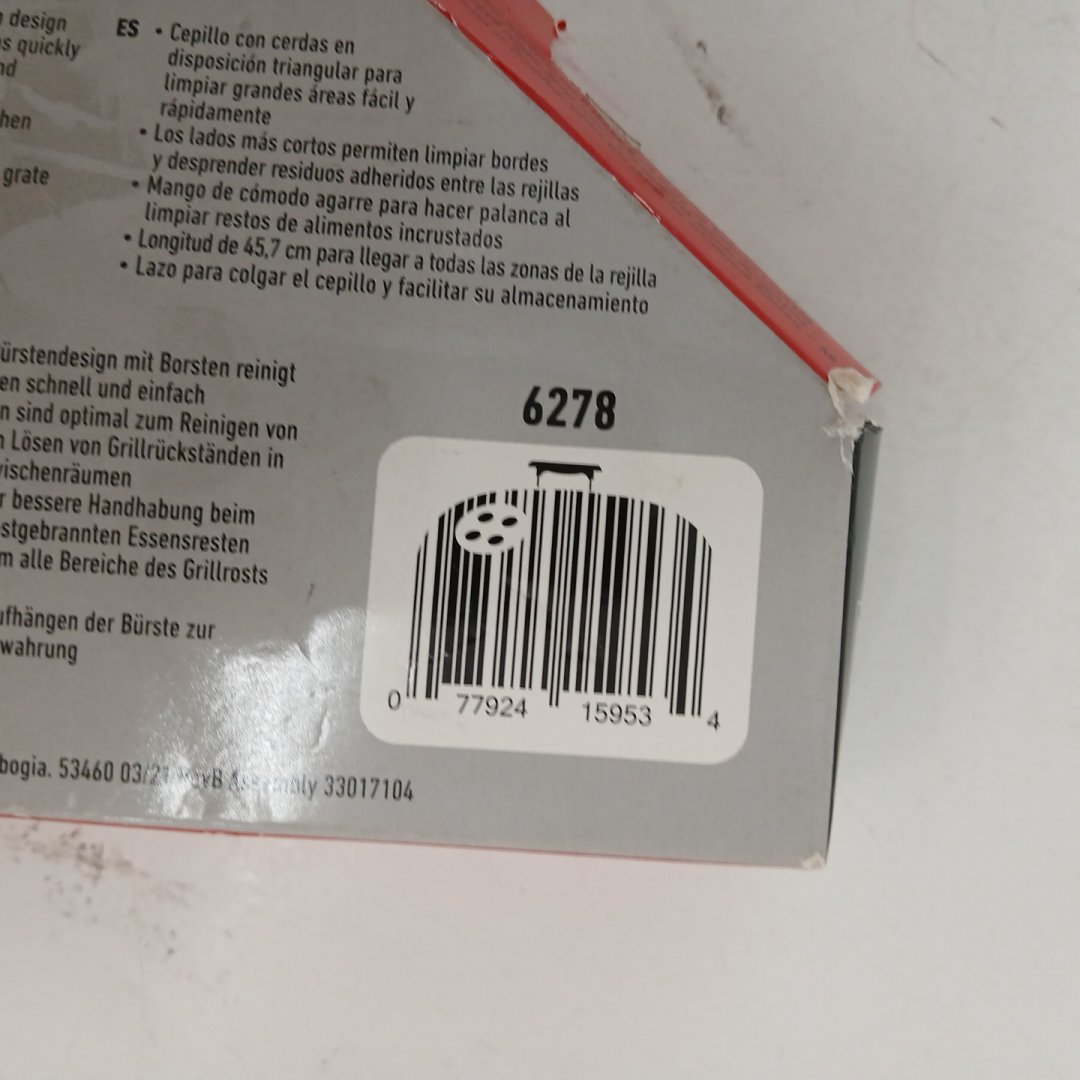 design
quickly
grate
ES • Cepillo con cerdas en
disposición triangular para
limpiar grandes áreas fácil y
rápidamente
• Los lados más cortos permiten limpiar bordes
y desprender residuos adheridos entre las rejillas
• Mango de cómodo agarre para hacer palanca al
limpiar restos de alimentos incrustados
• Longitud de 45,7 cm para llegar a todas las zonas de la rejilla
• Lazo para colgar el cepillo y facilitar su almacenamiento
ürstendesign mit Borsten reinigt
en schnell und einfach
n sind optimal zum Reinigen von
Lösen von Grillrückständen in
ischenräumen
r bessere Handhabung beim
stgebrannten Essensresten
m alle Bereiche des Grillrosts
fhängen der Bürste zur
wahrung
6278
0 77924 15953 4
bogia. 53460 Assembly 33017104